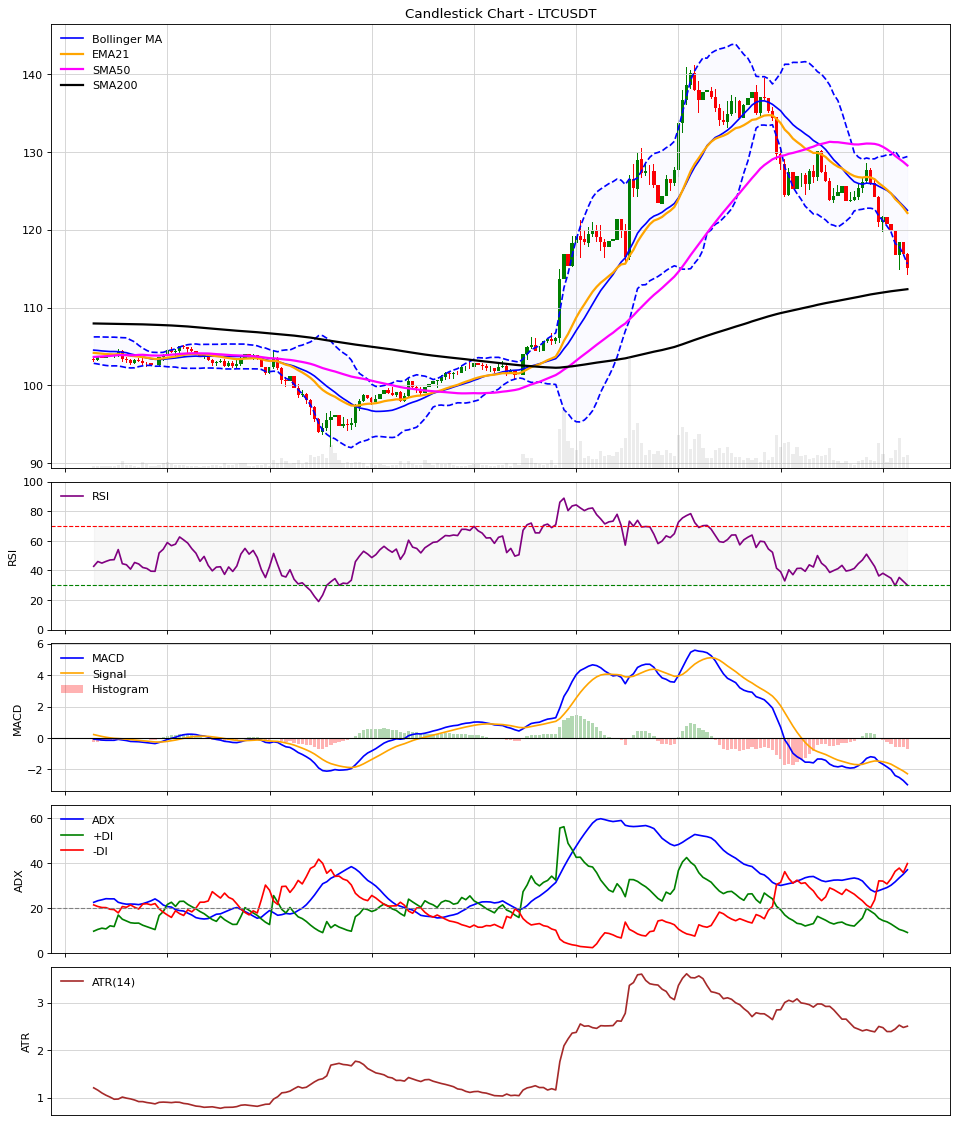 Candlestick Chart - LTCUSDT
Bollinger MA
EMA21
SMA50
SMA200
140
130
120
110
100
90
RSI
100
80
60
40
20
0
RSI
MACD
Signal
Histogram
6
4
2
0
−2
MACD
ADX
+DI
-DI
60
40
20
0
ADX
ATR(14)
3
2
1
ATR